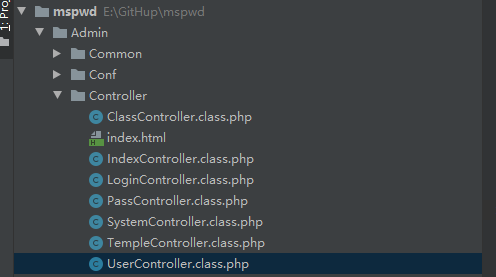 1: Pro
mspwd E:\GitHup\mspwd
Admin
Common
Conf
Controller
ClassController.class.php
index.html
IndexController.class.php
LoginController.class.php
PassController.class.php
SystemController.class.php
TempleController.class.php
UserController.class.php